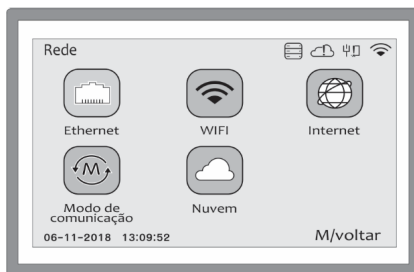 Rede
Ethernet
WIFI
Internet
Modo de
comunicação
Nuvem
06-11-2018 13:09:52
M/voltar